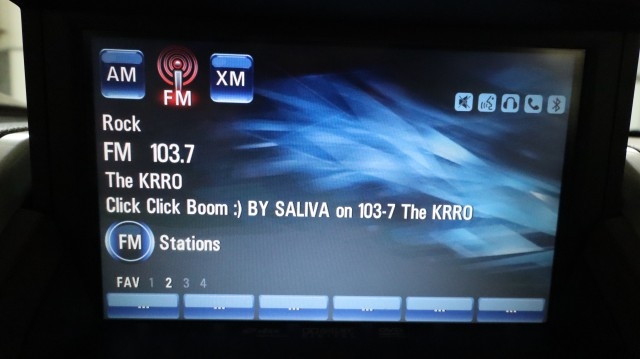 AM FM XM
Rock
FM 103.7
The KRRO
Click Click Boom :) BY SALIVA on 103-7 The KRRO
FM Stations
FAV 1 2 3 4
... ... ... ... ... ...